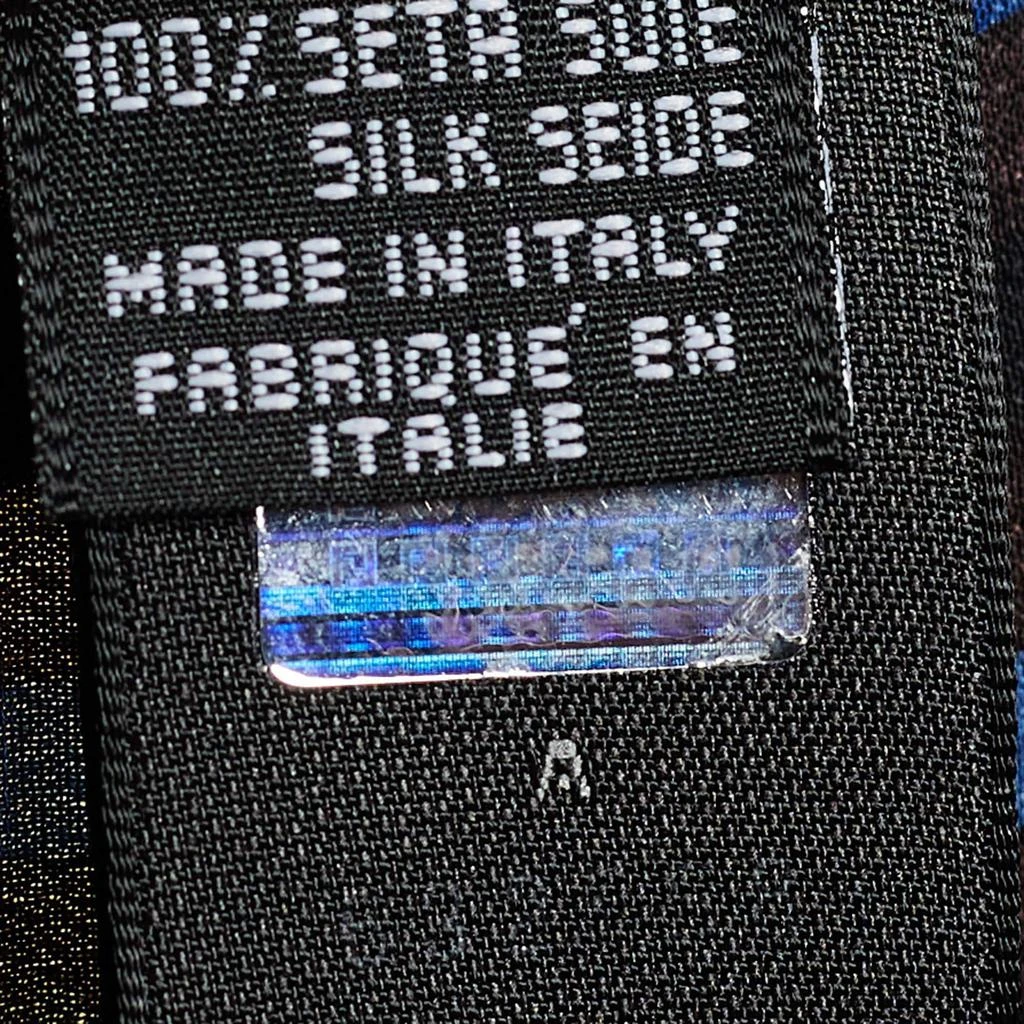 100% SETA SOIE
SILK SEIDE
MADE IN ITALY
FABRIQUÉ EN
ITALIE
A